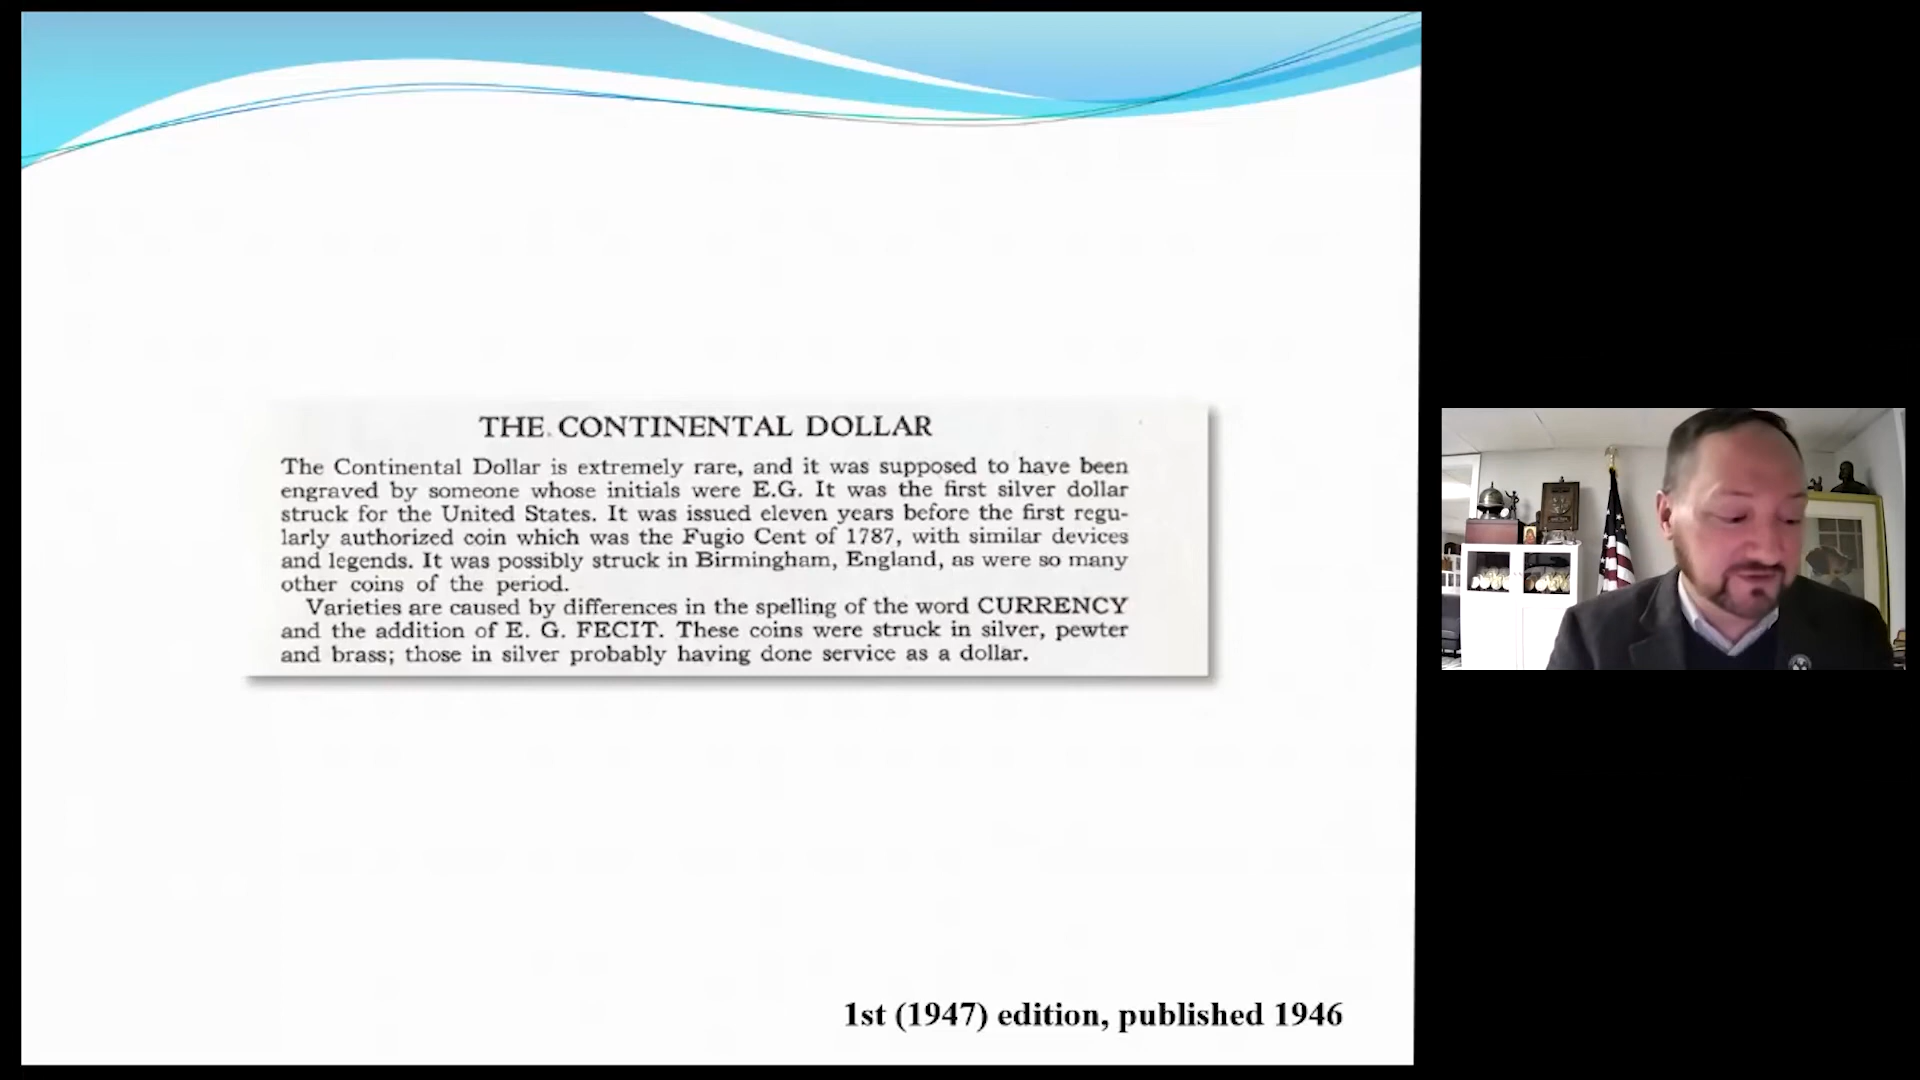 THE CONTINENTAL DOLLAR
The Continental Dollar is extremely rare, and it was supposed to have been
engraved by someone whose initials were E.G. It was the first silver dollar
struck for the United States. It was issued eleven years before the first regu-
larly authorized coin which was the Fugio Cent of 1787, with similar devices
and legends. It was possibly struck in Birmingham, England, as were so many
other coins of the period.
Varieties are caused by differences in the spelling of the word CURRENCY
and the addition of E. G. FECIT. These coins were struck in silver, pewter
and brass; those in silver probably having done service as a dollar.
1st (1947) edition, published 1946